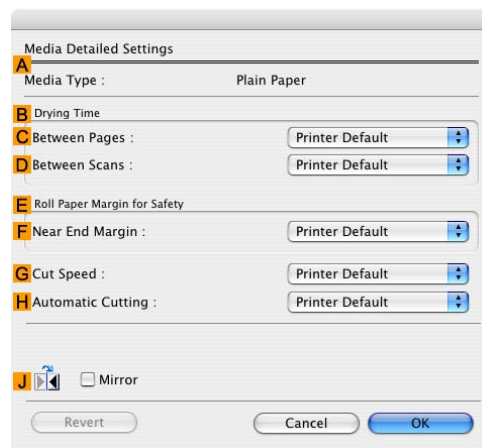 Media Detailed Settings
A
Media Type : Plain Paper
B Drying Time
C Between Pages : Printer Default
D Between Scans : Printer Default
E Roll Paper Margin for Safety
F Near End Margin : Printer Default
G Cut Speed : Printer Default
H Automatic Cutting : Printer Default
J Mirror
Revert Cancel OK